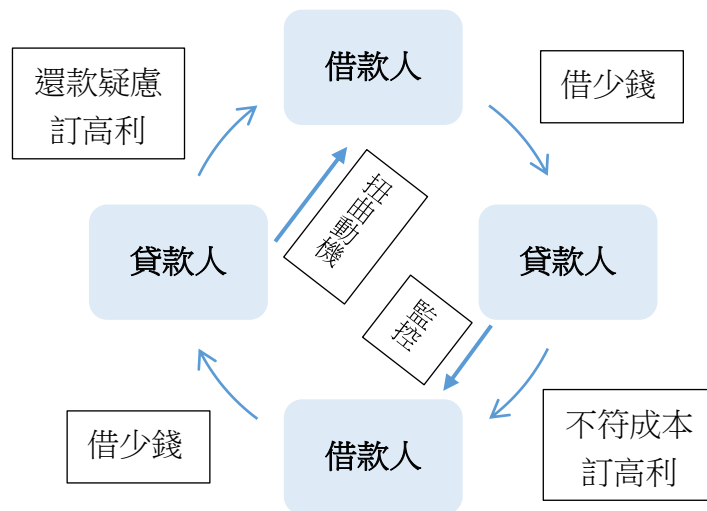 借款人
還款疑慮
訂高利
借少錢
扭曲動機
貸款人
貸款人
監控
借少錢
借款人
不符成本
訂高利